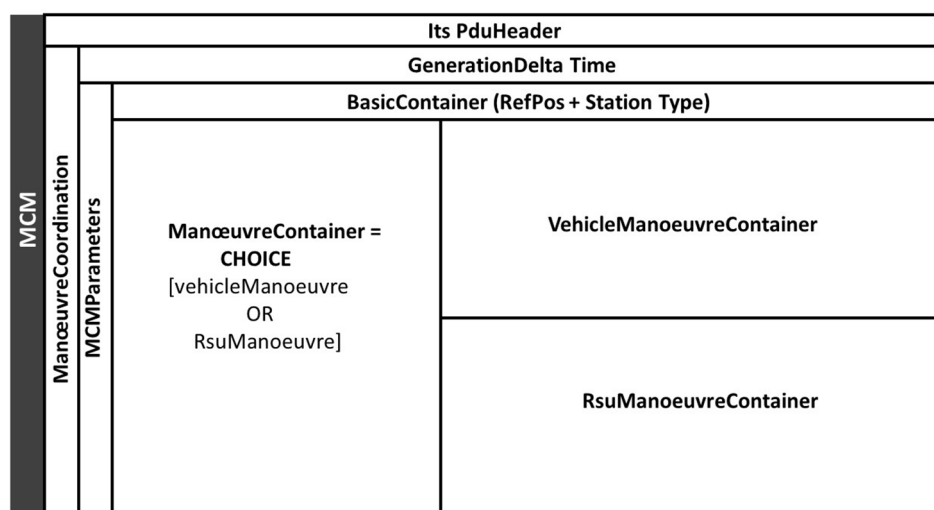 Its PduHeader
GenerationDelta Time
BasicContainer (RefPos + Station Type)
MCM
ManœuvreCoordination
MCMParameters
ManœuvreContainer =
CHOICE
[vehicleManoeuvre
OR
RsuManoeuvre]
VehicleManoeuvreContainer
RsuManoeuvreContainer